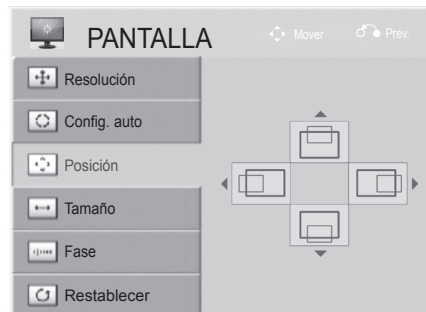 PANTALLA
Mover
Prev.
Resolución
Config. auto
Posición
Tamaño
Fase
Restablecer